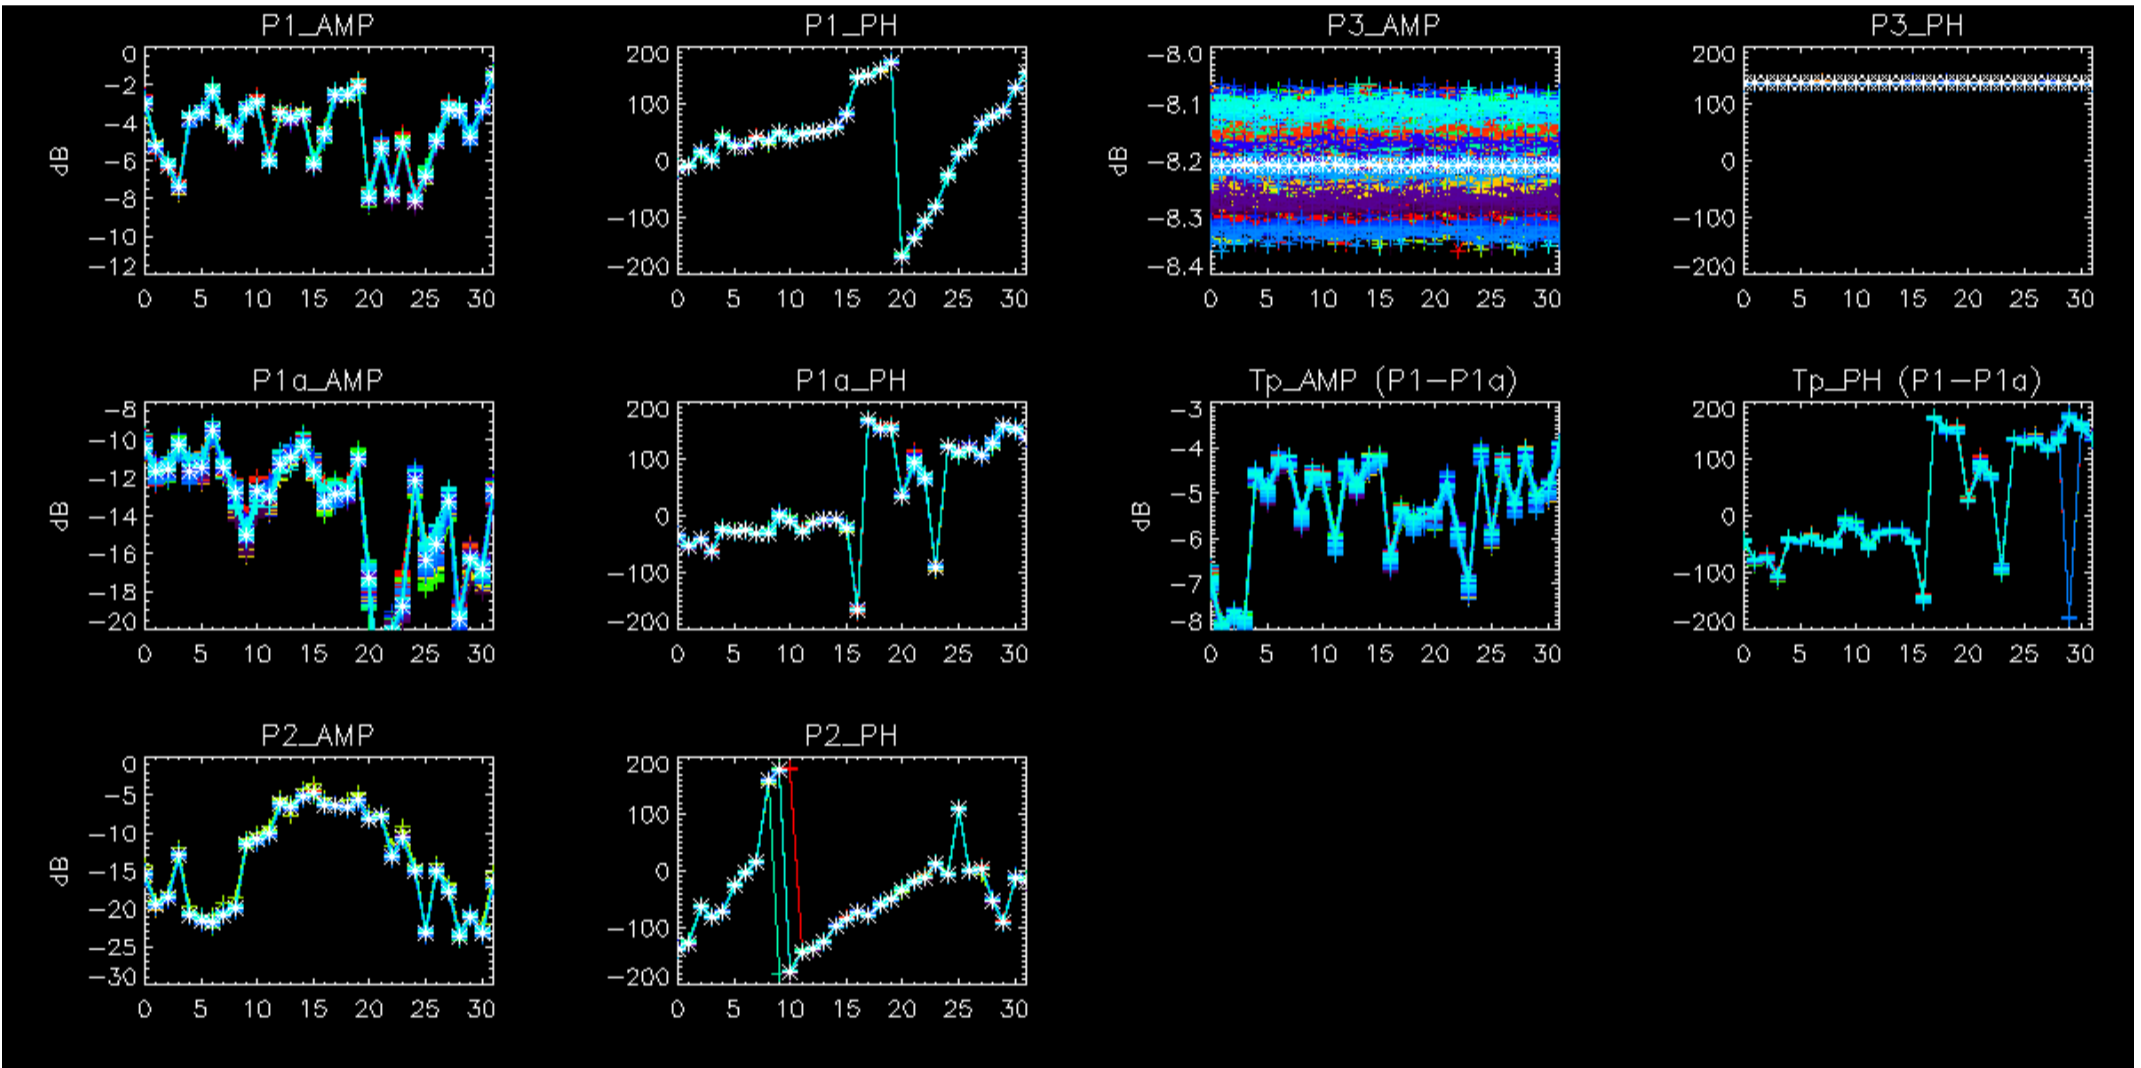 P1_AMP
dB
0
−2
−4
−6
−8
−10
−12
0 5 10 15 20 25 30
P1_PH
200
100
0
−100
−200
0 5 10 15 20 25 30
P3_AMP
dB
−8.0
−8.1
−8.2
−8.3
−8.4
0 5 10 15 20 25 30
P3_PH
200
100
0
−100
−200
0 5 10 15 20 25 30
P1a_AMP
dB
−8
−10
−12
−14
−16
−18
−20
0 5 10 15 20 25 30
P1a_PH
200
100
0
−100
−200
0 5 10 15 20 25 30
Tp_AMP (P1−P1a)
dB
−3
−4
−5
−6
−7
−8
0 5 10 15 20 25 30
Tp_PH (P1−P1a)
200
100
0
−100
−200
0 5 10 15 20 25 30
P2_AMP
dB
0
−5
−10
−15
−20
−25
−30
0 5 10 15 20 25 30
P2_PH
200
100
0
−100
−200
0 5 10 15 20 25 30